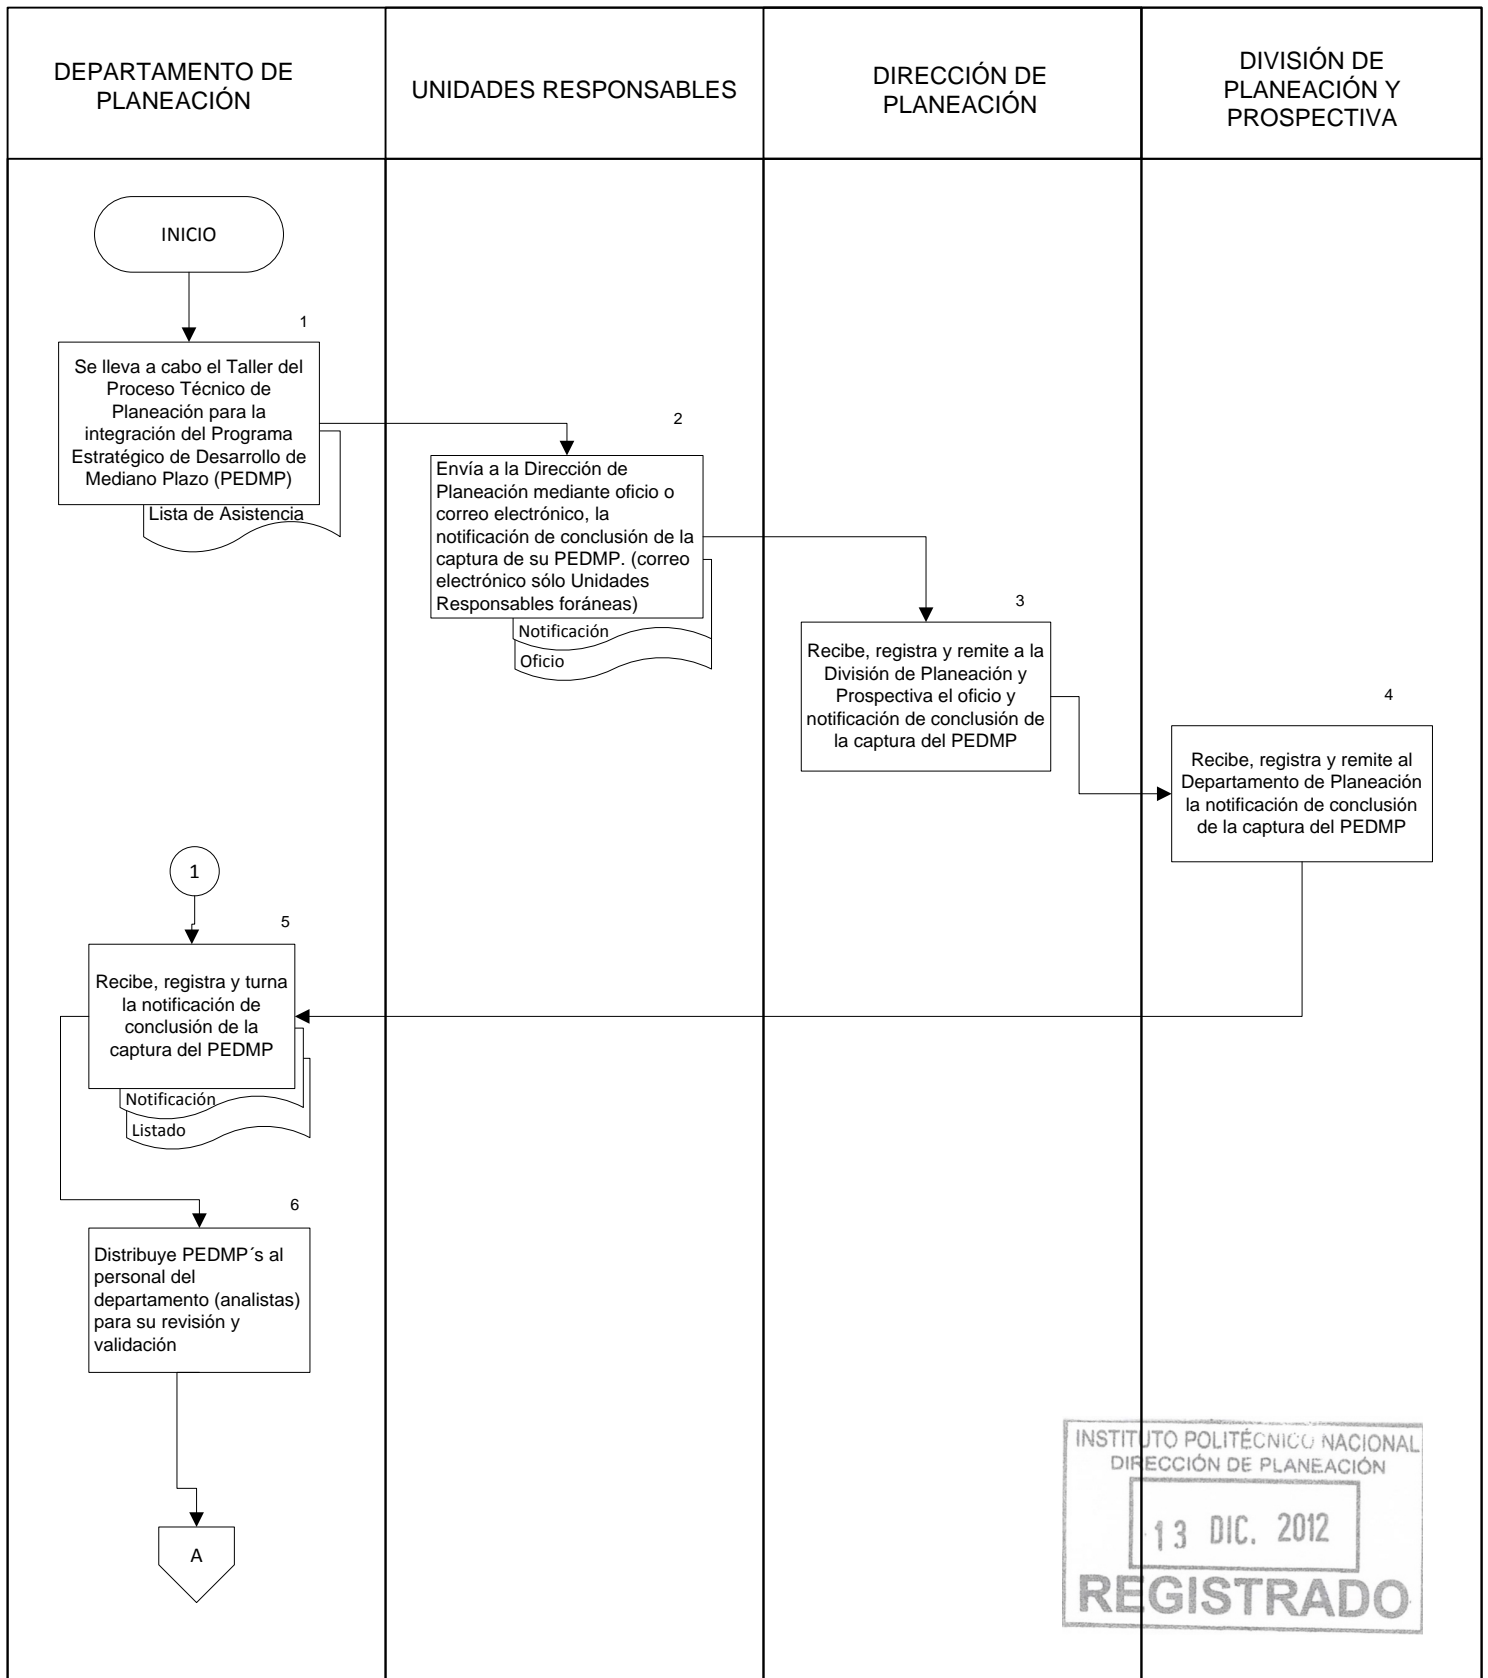 DEPARTAMENTO DE
PLANEACIÓN
UNIDADES RESPONSABLES
DIRECCIÓN DE
PLANEACIÓN
DIVISIÓN DE
PLANEACIÓN Y
PROSPECTIVA
INICIO
1
Se lleva a cabo el Taller del
Proceso Técnico de
Planeación para la
integración del Programa
Estratégico de Desarrollo de
Mediano Plazo (PEDMP)
Lista de Asistencia
2
Envía a la Dirección de
Planeación mediante oficio o
correo electrónico, la
notificación de conclusión de la
captura de su PEDMP. (correo
electrónico sólo Unidades
Responsables foráneas)
Notificación
Oficio
3
Recibe, registra y remite a la
División de Planeación y
Prospectiva el oficio y
notificación de conclusión de
la captura del PEDMP
4
Recibe, registra y remite al
Departamento de Planeación
la notificación de conclusión
de la captura del PEDMP
1
5
Recibe, registra y turna
la notificación de
conclusión de la
captura del PEDMP
Notificación
Listado
6
Distribuye PEDMP´s al
personal del
departamento (analistas)
para su revisión y
validación
A
INSTITUTO POLITÉCNICO NACIONAL
DIRECCIÓN DE PLANEACIÓN
13 DIC. 2012
REGISTRADO